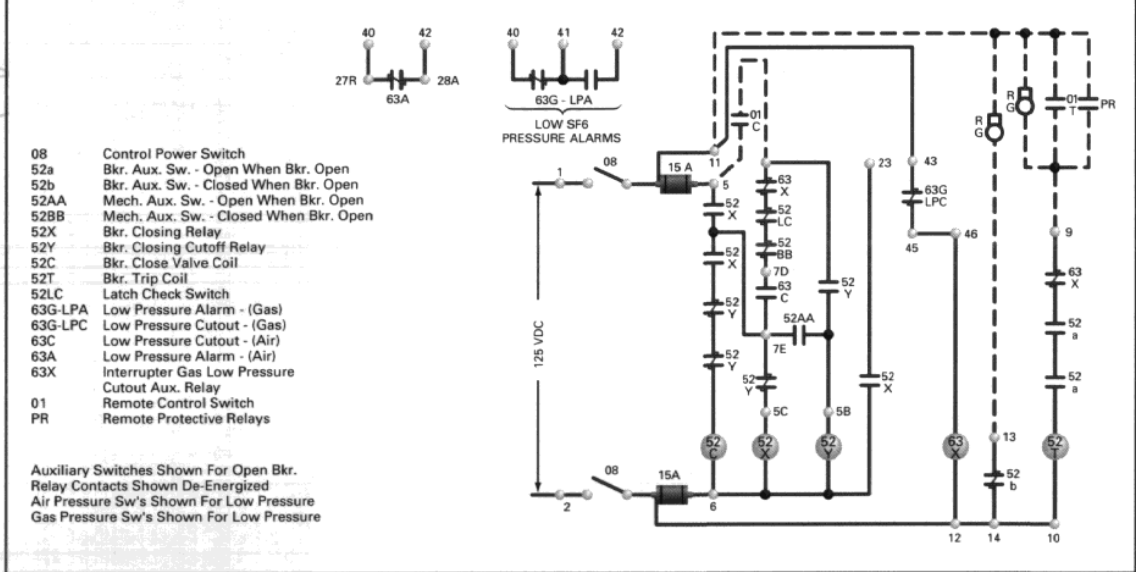 40 42
27R 28A
63A
40 41 42
63G - LPA
LOW SF6
PRESSURE ALARMS
08 Control Power Switch
52a Bkr. Aux. Sw. - Open When Bkr. Open
52b Bkr. Aux. Sw. - Closed When Bkr. Open
52AA Mech. Aux. Sw. - Open When Bkr. Open
52BB Mech. Aux. Sw. - Closed When Bkr. Open
52X Bkr. Closing Relay
52Y Bkr. Closing Cutoff Relay
52C Bkr. Close Valve Coil
52T Bkr. Trip Coil
52LC Latch Check Switch
63G-LPA Low Pressure Alarm - (Gas)
63G-LPC Low Pressure Cutout - (Gas)
63C Low Pressure Cutout - (Air)
63A Low Pressure Alarm - (Air)
63X Interrupter Gas Low Pressure
Cutout Aux. Relay
01 Remote Control Switch
PR Remote Protective Relays
Auxiliary Switches Shown For Open Bkr.
Relay Contacts Shown De-Energized
Air Pressure Sw's Shown For Low Pressure
Gas Pressure Sw's Shown For Low Pressure
125 VDC
1
08
15 A
11
5
01
C
52
X
52
X
52
Y
52
Y
52
C
2
08
15A
6
63
X
52
LC
52
BB
7D
63
C
7E
52AA
52
Y
5C
52
X
52
Y
5B
52
Y
23
52
X
43
63G
LPC
45
46
63
X
12
R
G
13
52
b
14
R
G
01
T
PR
9
63
X
52
a
52
a
52
T
10